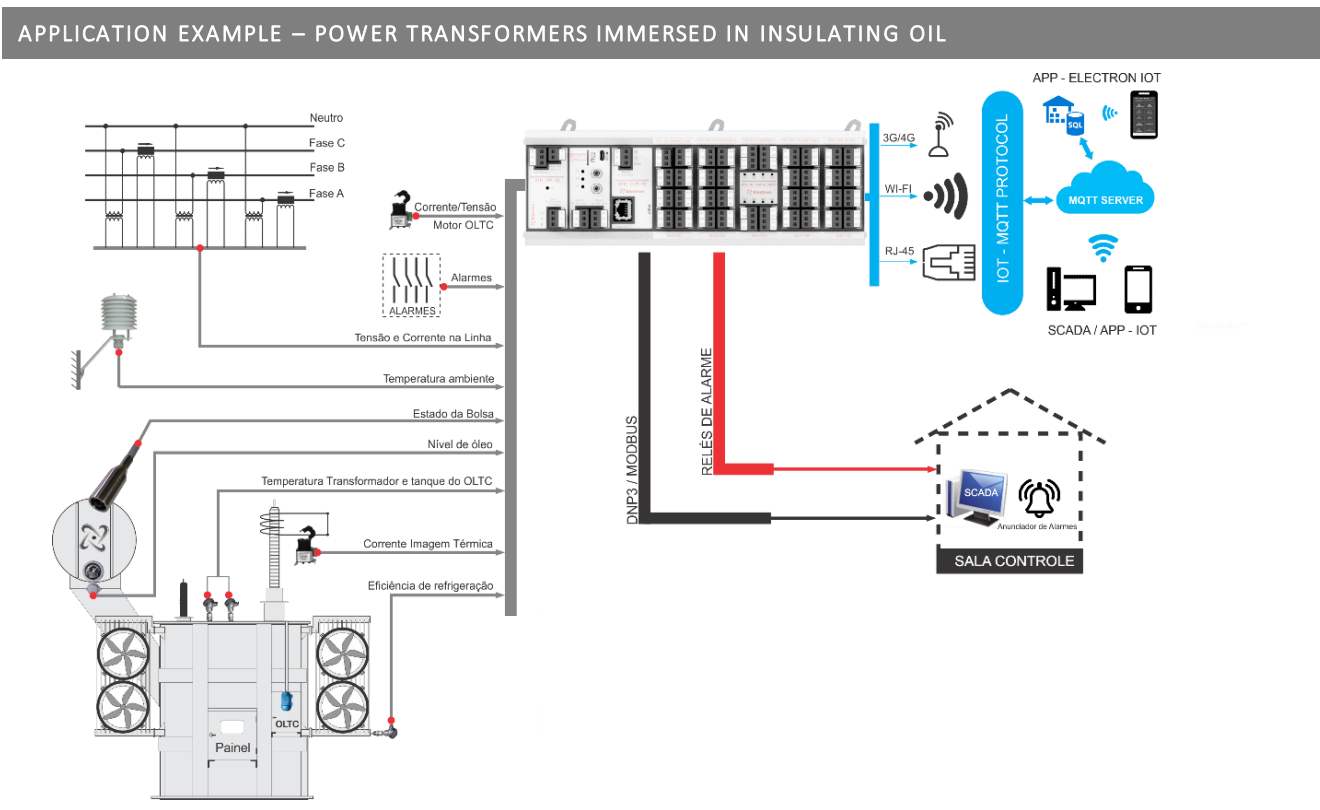 APPLICATION EXAMPLE – POWER TRANSFORMERS IMMERSED IN INSULATING OIL
APP - ELECTRON IOT
Neutro
Fase C
Fase B
Fase A
3G/4G
WI-FI
RJ-45
IOT - MQTT PROTOCOL
SQL
MQTT SERVER
SCADA / APP - IOT
Corrente/Tensão
Motor OLTC
Alarmes
ALARMES
Tensão e Corrente na Linha
Temperatura ambiente
Estado da Bolsa
Nível de óleo
Temperatura Transformador e tanque do OLTC
Corrente Imagem Térmica
Eficiência de refrigeração
DNP3 / MODBUS
RELÉS DE ALARME
SCADA
Anunciador de Alarmes
SALA CONTROLE
OLTC
Painel